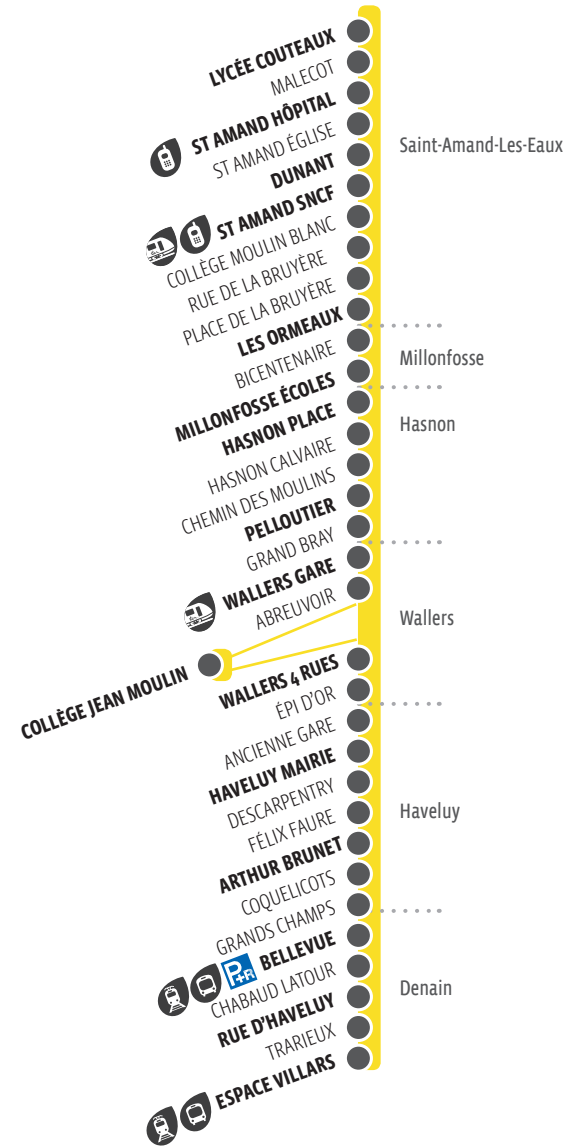 LYCÉE COUTEAUX
MALECOT
ST AMAND HÔPITAL
ST AMAND ÉGLISE
Saint-Amand-Les-Eaux
DUNANT
ST AMAND SNCF
COLLÈGE MOULIN BLANC
RUE DE LA BRUYÈRE
PLACE DE LA BRUYÈRE
LES ORMEAUX
BICENTENAIRE
Millonfosse
MILLONFOSSE ÉCOLES
HASNON PLACE
Hasnon
HASNON CALVAIRE
CHEMIN DES MOULINS
PELLOUTIER
GRAND BRAY
WALLERS GARE
ABREUVOIR
Wallers
COLLÈGE JEAN MOULIN
WALLERS 4 RUES
ÉPI D'OR
ANCIENNE GARE
HAVELUY MAIRIE
DESCARPENTRY
Haveluy
FÉLIX FAURE
ARTHUR BRUNET
COQUELICOTS
GRANDS CHAMPS
P+R BELLEVUE
CHABAUD LATOUR
Denain
RUE D'HAVELUY
TRARIEUX
ESPACE VILLARS